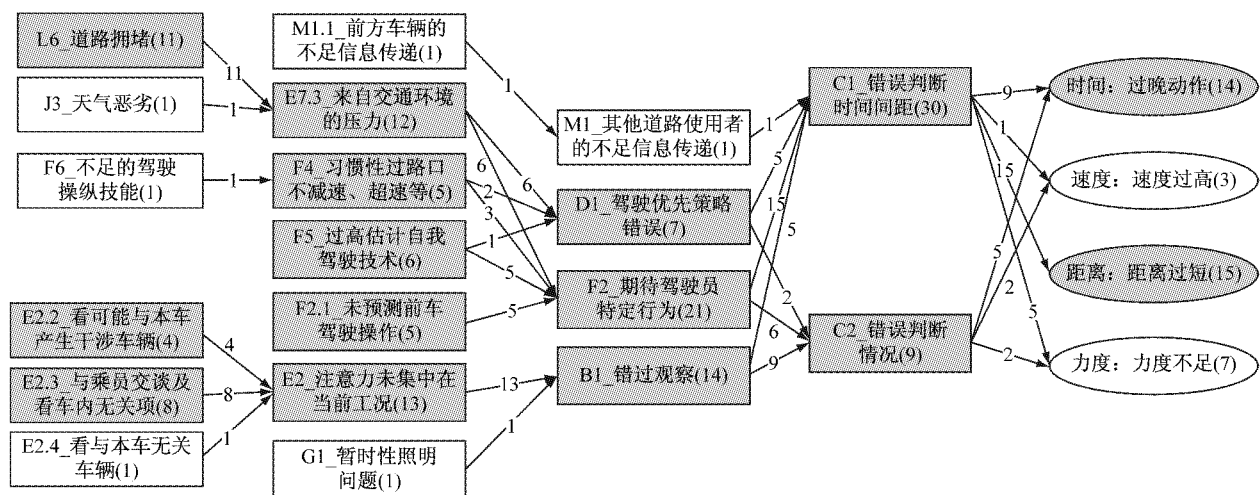 L6_道路拥堵(11)
J3_天气恶劣(1)
F6_不足的驾驶
操纵技能(1)
E2.2_看可能与本车
产生干涉车辆(4)
E2.3_与乘员交谈及
看车内无关项(8)
E2.4_看与本车无关
车辆(1)
11
1
1
4
8
1
M1.1_前方车辆的
不足信息传递(1)
E7.3_来自交通环境
的压力(12)
F4_习惯性过路口
不减速、超速等(5)
F5_过高估计自我
驾驶技术(6)
F2.1_未预测前车
驾驶操作(5)
E2_注意力未集中在
当前工况(13)
G1_暂时性照明
问题(1)
1
6
6
2
3
1
5
5
13
1
M1_其他道路使用者
的不足信息传递(1)
D1_驾驶优先策略
错误(7)
F2_期待驾驶员
特定行为(21)
B1_错过观察(14)
1
5
15
5
2
6
9
C1_错误判断
时间间距(30)
C2_错误判断
情况(9)
9
1
15
5
5
2
2
时间：过晚动作(14)
速度：速度过高(3)
距离：距离过短(15)
力度：力度不足(7)